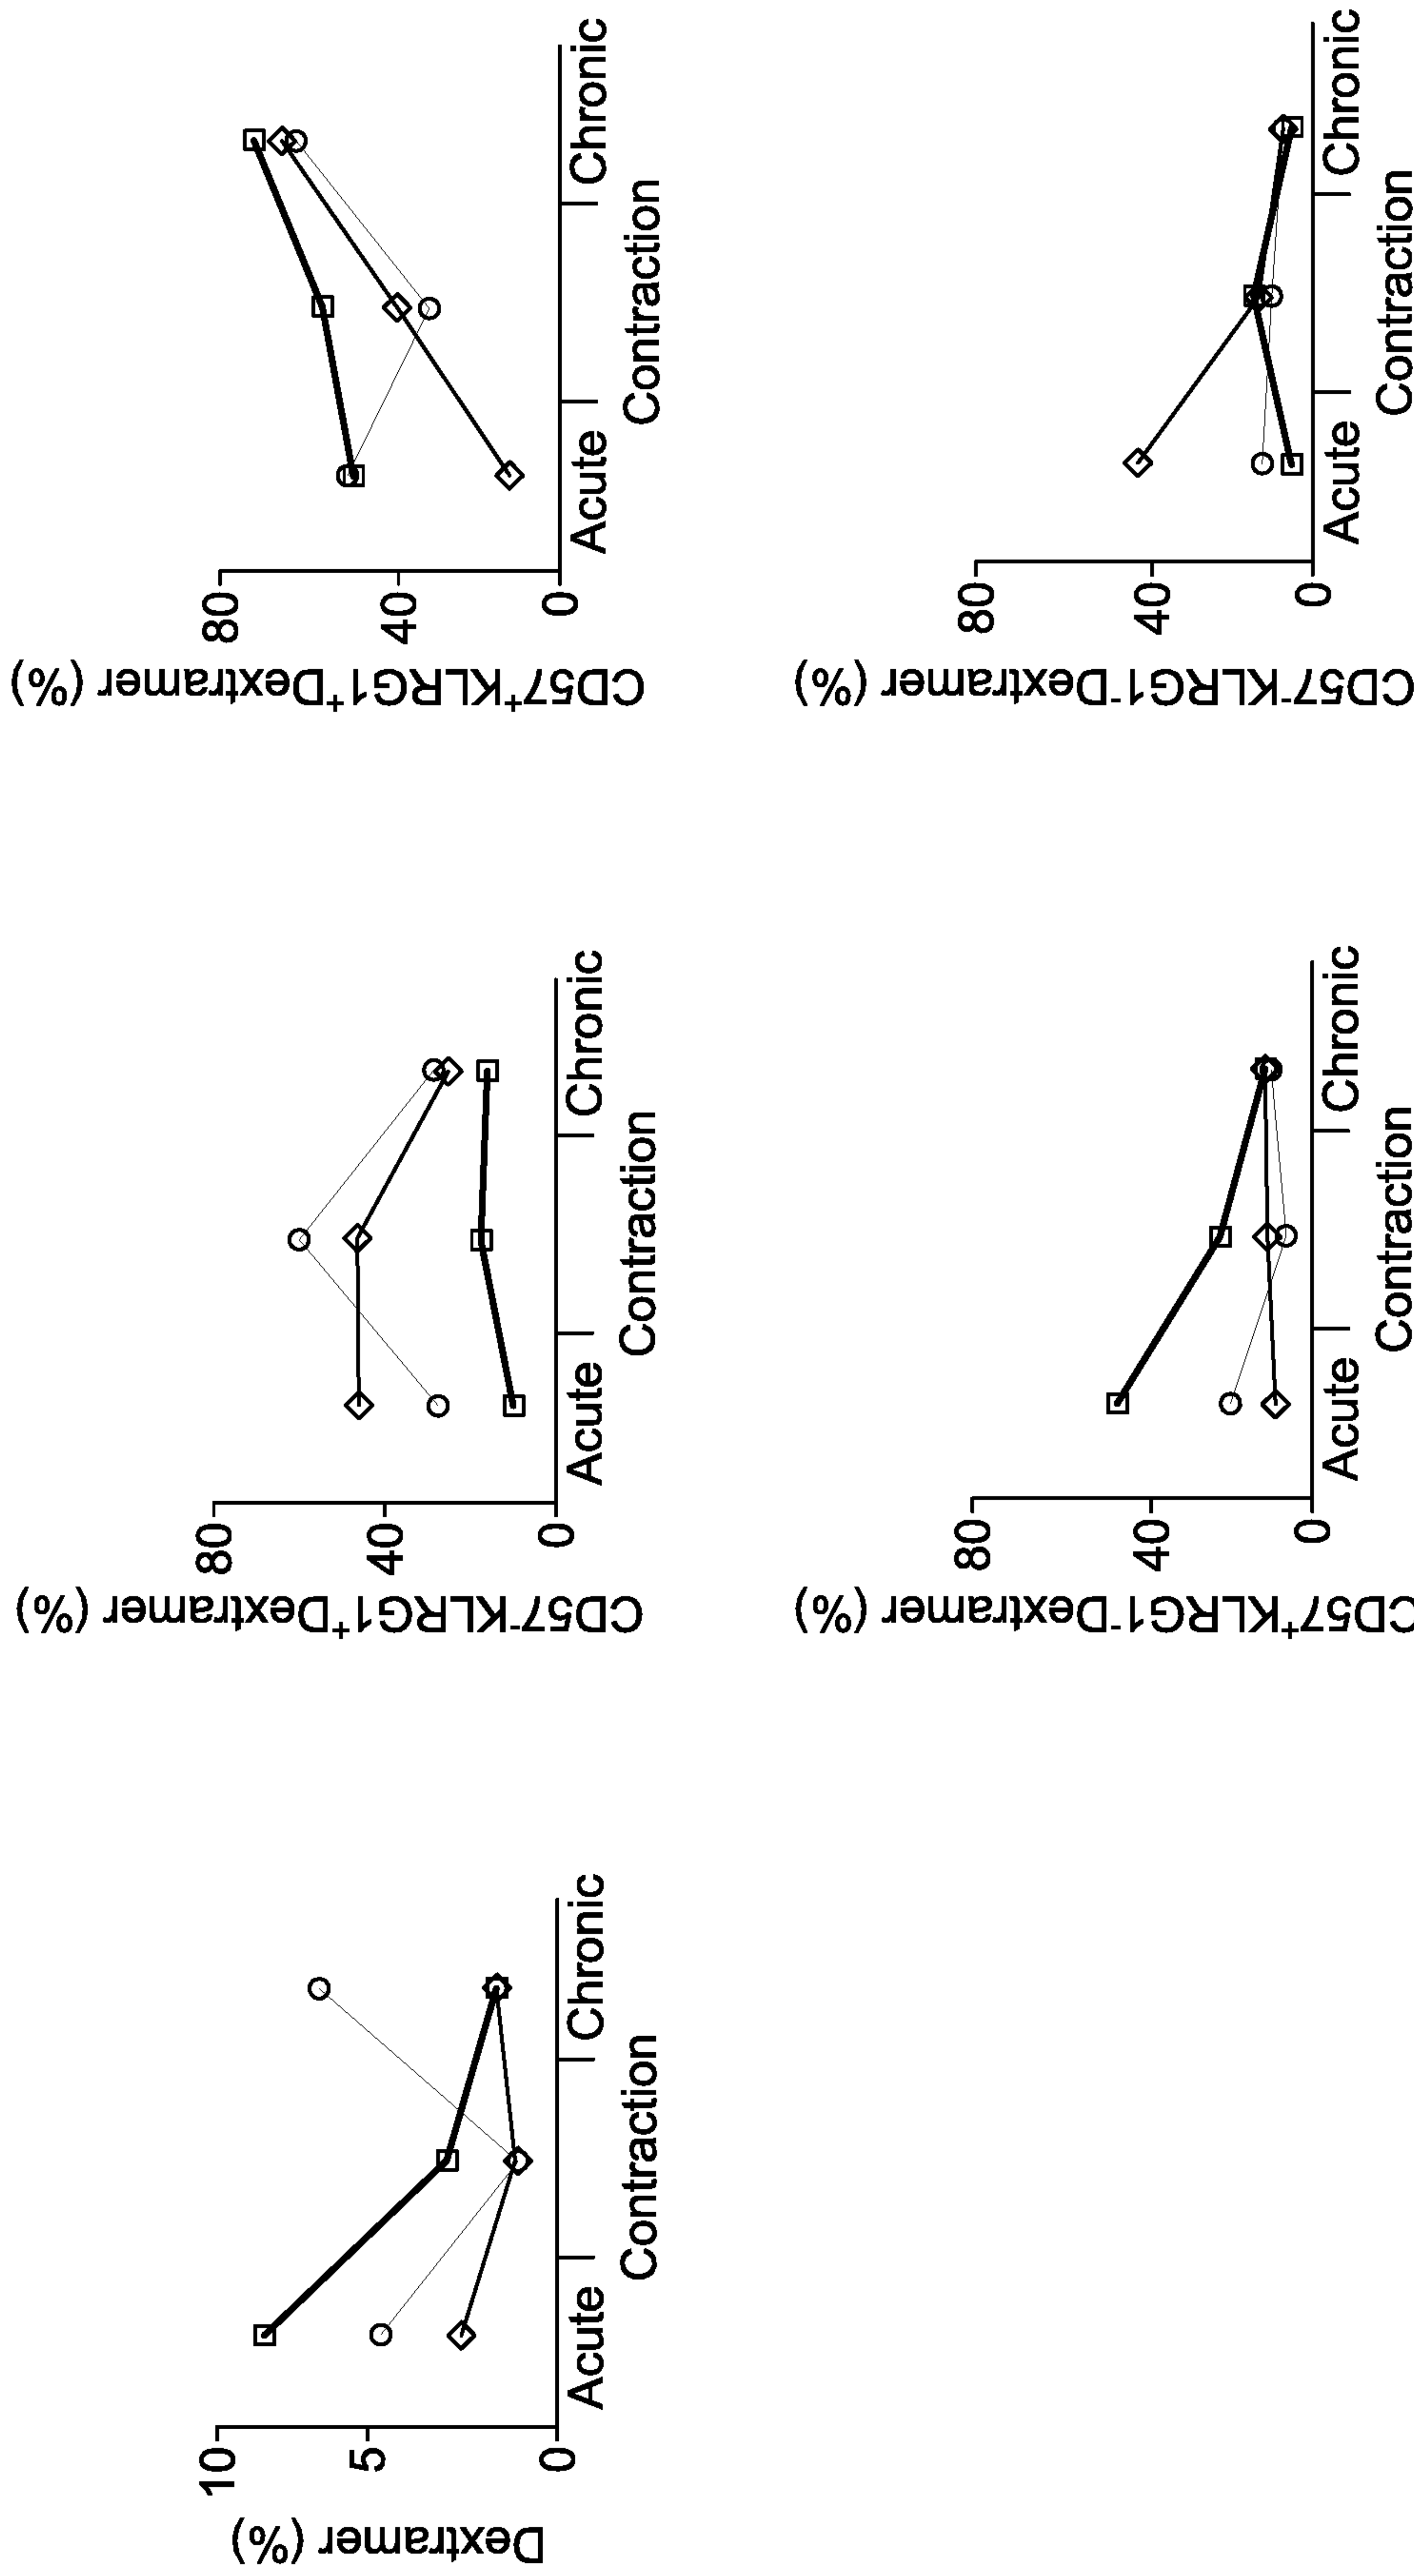 Dextramer (%)
10
5
0
Acute
Chronic
Contraction
CD57⁻KLRG1⁺Dextramer (%)
80
40
0
Acute
Chronic
Contraction
CD57⁺KLRG1⁺Dextramer (%)
80
40
0
Acute
Chronic
Contraction
CD57⁺KLRG1⁻Dextramer (%)
80
40
0
Acute
Chronic
Contraction
CD57⁻KLRG1⁻Dextramer (%)
80
40
0
Acute
Chronic
Contraction